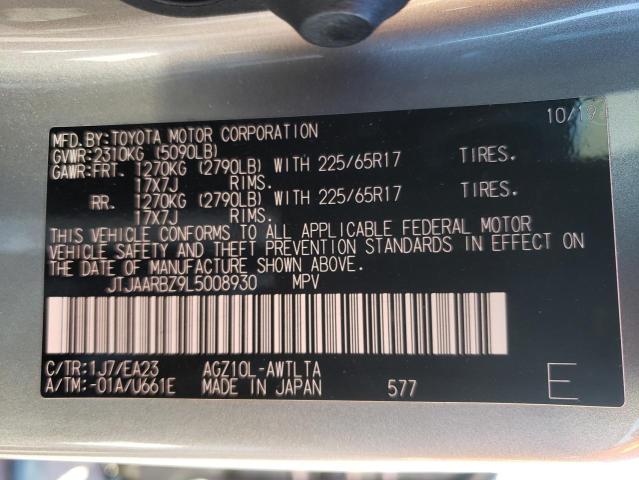 10/19
MFD.BY:TOYOTA MOTOR CORPORATION
GVWR:2310KG (5090LB)
GAWR:FRT. 1270KG (2790LB) WITH 225/65R17 TIRES.
17X7J RIMS.
RR. 1270KG (2790LB) WITH 225/65R17 TIRES.
17X7J RIMS.
THIS VEHICLE CONFORMS TO ALL APPLICABLE FEDERAL MOTOR
VEHICLE SAFETY AND THEFT PREVENTION STANDARDS IN EFFECT ON
THE DATE OF MANUFACTURE SHOWN ABOVE.
JTJAARBZ9L5008930 MPV
C/TR:1J7/EA23 AGZ10L-AWTLTA
A/TM:-01A/U661E MADE IN JAPAN 577 E